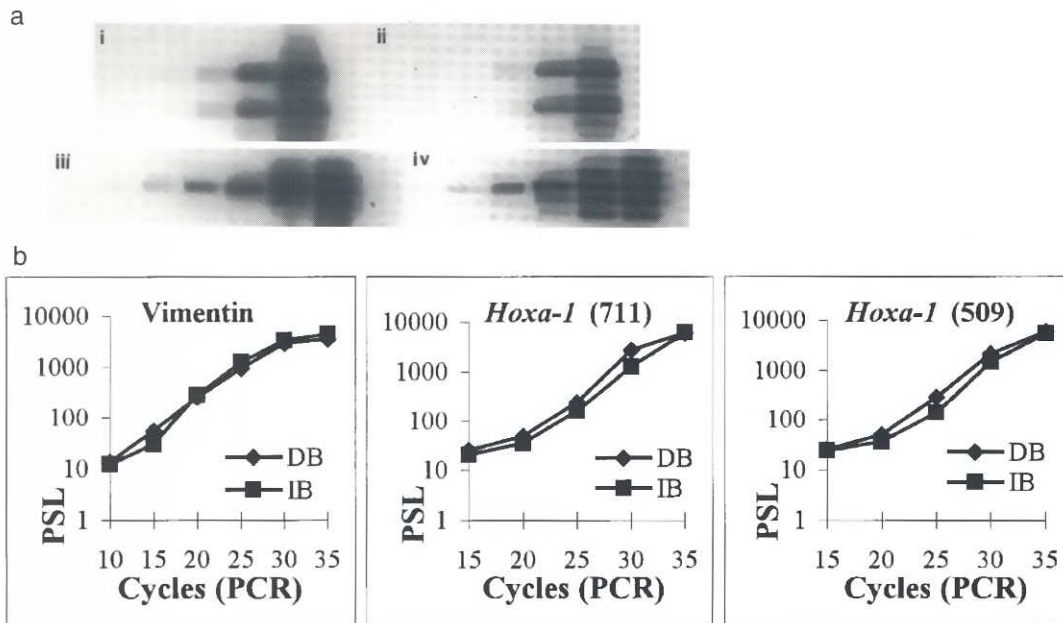 a
i
ii
iii
iv
b
Vimentin
10000
1000
100
10
1
PSL
DB
IB
10 15 20 25 30 35
Cycles (PCR)
Hoxa-1 (711)
10000
1000
100
10
1
PSL
DB
IB
15 20 25 30 35
Cycles (PCR)
Hoxa-1 (509)
10000
1000
100
10
1
PSL
DB
IB
15 20 25 30 35
Cycles (PCR)